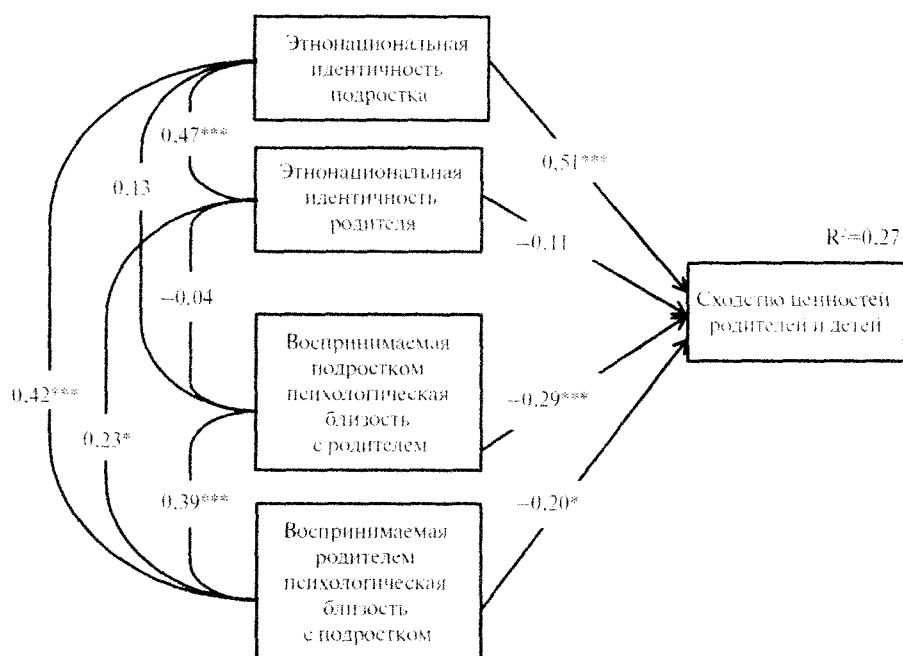 Этнонациональная
идентичность
подростка
0,47***
0,51***
0,13
Этнонациональная
идентичность
родителя
−0,11
R²=0,27
−0,04
Сходство ценностей
родителей и детей
Воспринимаемая
подростком
психологическая
близость
с родителем
0,42***
−0,29***
0,23*
0,39***
−0,20*
Воспринимаемая
родителем
психологическая
близость
с подростком